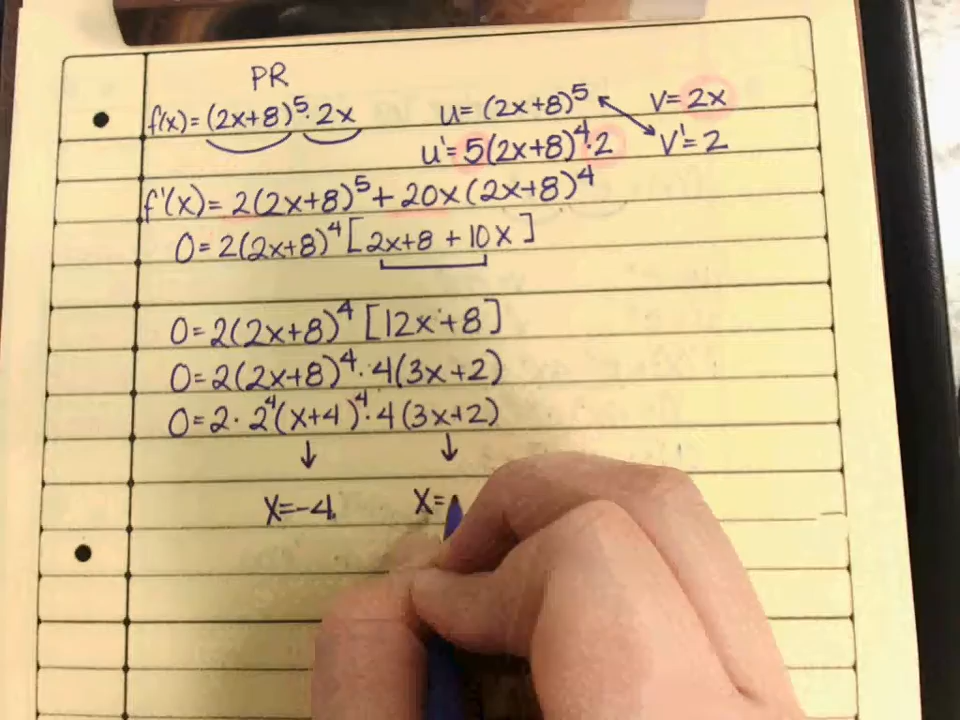 PR
f(x)= (2x+8)⁵·2x u= (2x+8)⁵ v= 2x
u'= 5(2x+8)⁴·2 v'= 2
f'(x)= 2(2x+8)⁵ + 20x(2x+8)⁴
0= 2(2x+8)⁴ [2x+8 +10x]
0= 2(2x+8)⁴ [12x+8]
0= 2(2x+8)⁴·4(3x+2)
0= 2·2⁴(x+4)⁴·4(3x+2)
↓ ↓
x=-4 x=